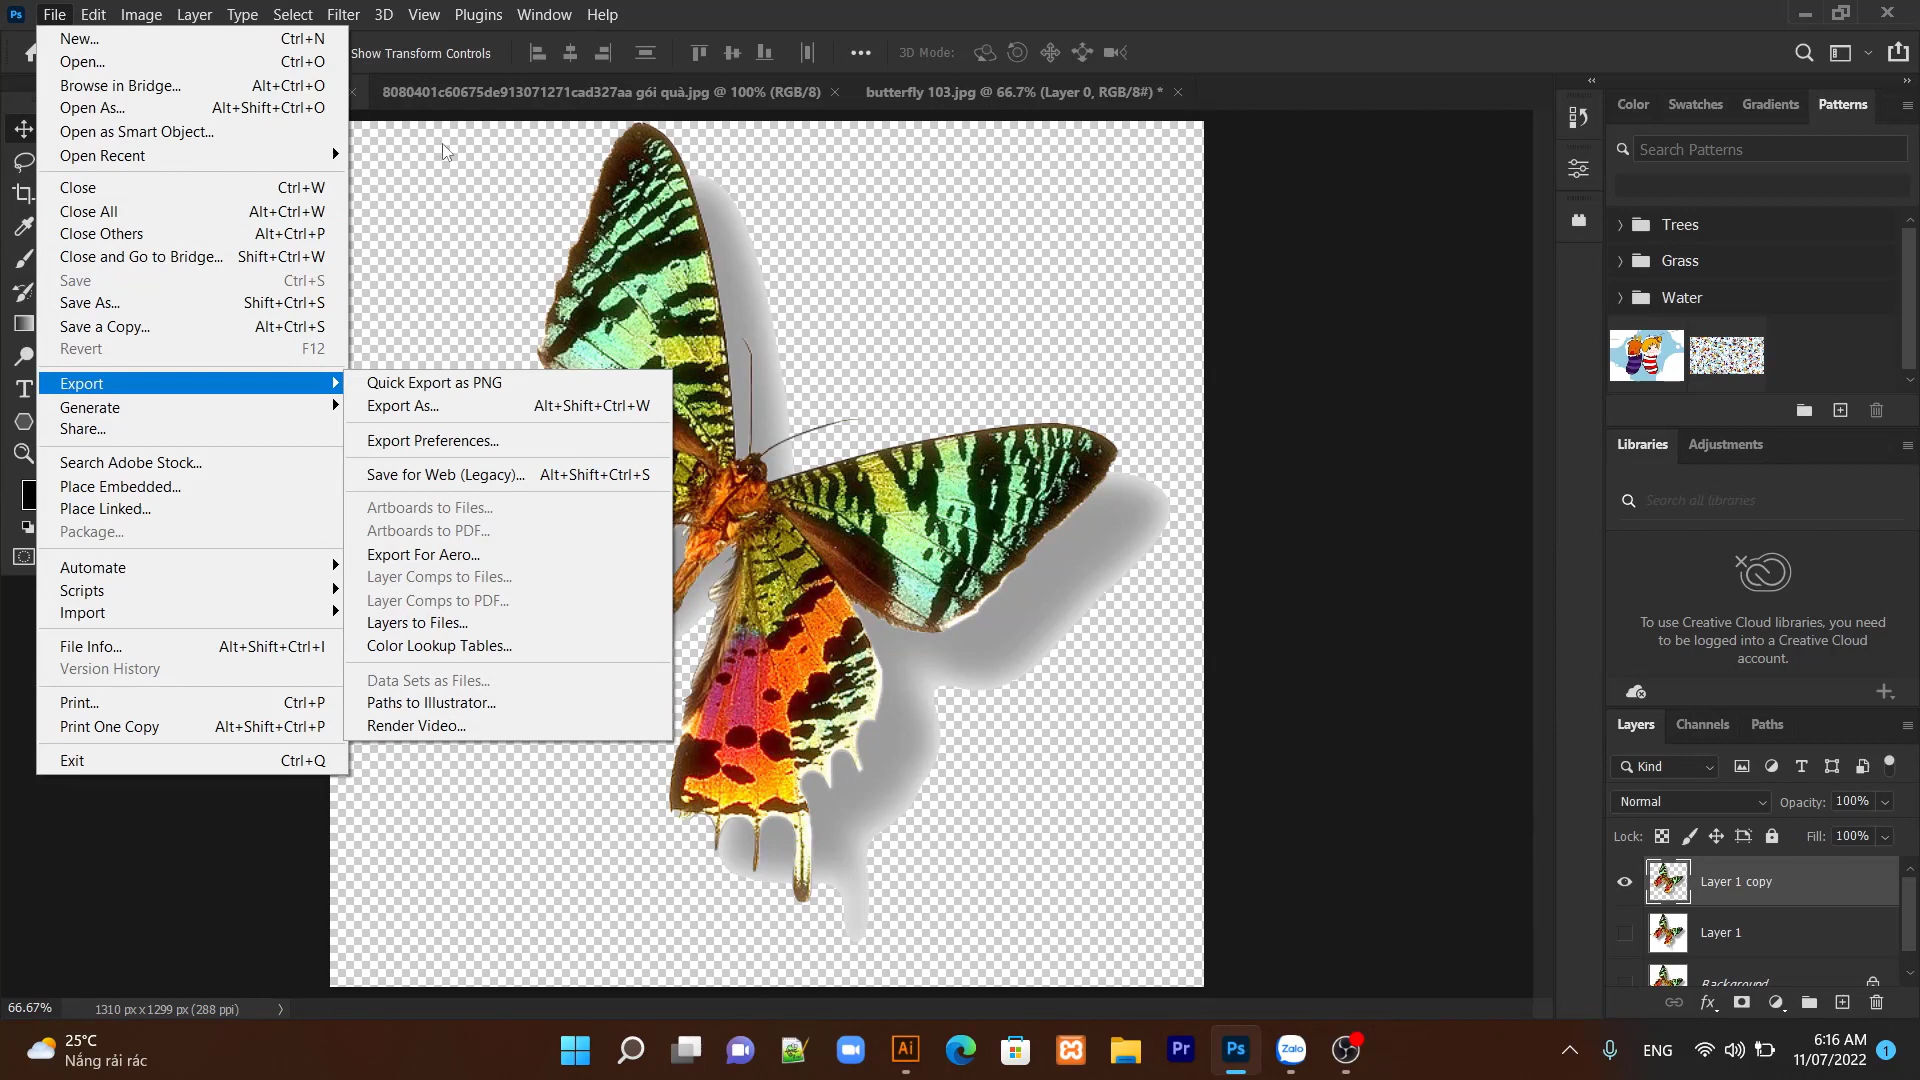 Ps File Edit Image Layer Type Select Filter 3D View Plugins Window Help
Show Transform Controls
3D Mode:
8080401c60675de913071271cad327aa gói quà.jpg @ 100% (RGB/8)
butterfly 103.jpg @ 66.7% (Layer 0, RGB/8#) *
New... Ctrl+N
Open... Ctrl+O
Browse in Bridge... Alt+Ctrl+O
Open As... Alt+Shift+Ctrl+O
Open as Smart Object...
Open Recent
Close Ctrl+W
Close All Alt+Ctrl+W
Close Others Alt+Ctrl+P
Close and Go to Bridge... Shift+Ctrl+W
Save Ctrl+S
Save As... Shift+Ctrl+S
Save a Copy... Alt+Ctrl+S
Revert F12
Export
Generate
Share...
Search Adobe Stock...
Place Embedded...
Place Linked...
Package...
Automate
Scripts
Import
File Info... Alt+Shift+Ctrl+I
Version History
Print... Ctrl+P
Print One Copy Alt+Shift+Ctrl+P
Exit Ctrl+Q
Quick Export as PNG
Export As... Alt+Shift+Ctrl+W
Export Preferences...
Save for Web (Legacy)... Alt+Shift+Ctrl+S
Artboards to Files...
Artboards to PDF...
Export For Aero...
Layer Comps to Files...
Layer Comps to PDF...
Layers to Files...
Color Lookup Tables...
Data Sets as Files...
Paths to Illustrator...
Render Video...
Color Swatches Gradients Patterns
Search Patterns
Trees
Grass
Water
Libraries Adjustments
Search all libraries
To use Creative Cloud libraries, you need
to be logged into a Creative Cloud
account.
Layers Channels Paths
Kind
Normal Opacity: 100%
Lock: Fill: 100%
Layer 1 copy
Layer 1
Background
66.67% 1310 px x 1299 px (288 ppi)
25°C
Nắng rải rác
Ai
Pr
Ps
Zalo
ENG
6:16 AM
11/07/2022
1